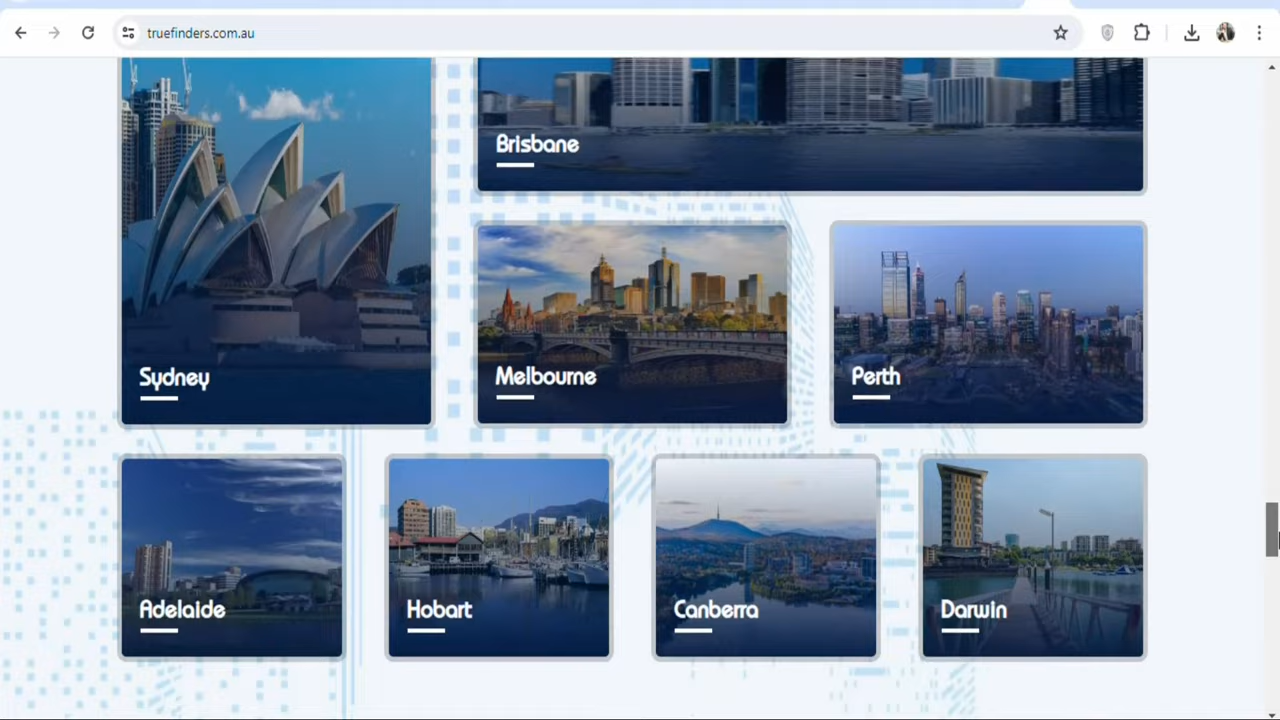 truefinders.com.au
Brisbane
Sydney
Melbourne
Perth
Adelaide
Hobart
Canberra
Darwin